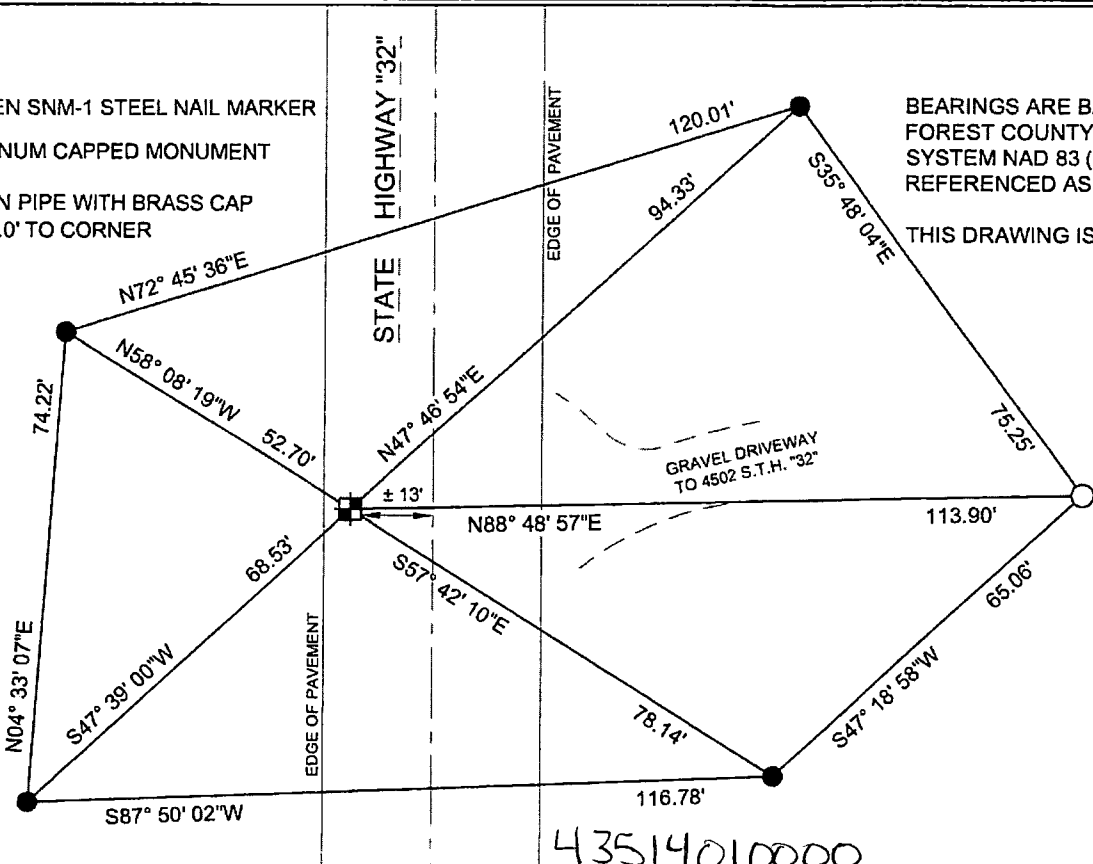 EN SNM-1 STEEL NAIL MARKER
NUM CAPPED MONUMENT
N PIPE WITH BRASS CAP
.0' TO CORNER
STATE HIGHWAY "32"
EDGE OF PAVEMENT
120.01'
94.33'
BEARINGS ARE BA
FOREST COUNTY
SYSTEM NAD 83 (
REFERENCED AS
THIS DRAWING IS
S35° 48' 04"E
N72° 45' 36"E
74.22'
N58° 08' 19"W
52.70'
N47° 46' 54"E
75.25'
GRAVEL DRIVEWAY
TO 4502 S.T.H. "32"
± 13'
N88° 48' 57"E
113.90'
68.53'
S57° 42' 10"E
65.06'
N04° 33' 07"E
S47° 39' 00"W
EDGE OF PAVEMENT
78.14'
S47° 18' 58"W
S87° 50' 02"W
116.78'
43514010000